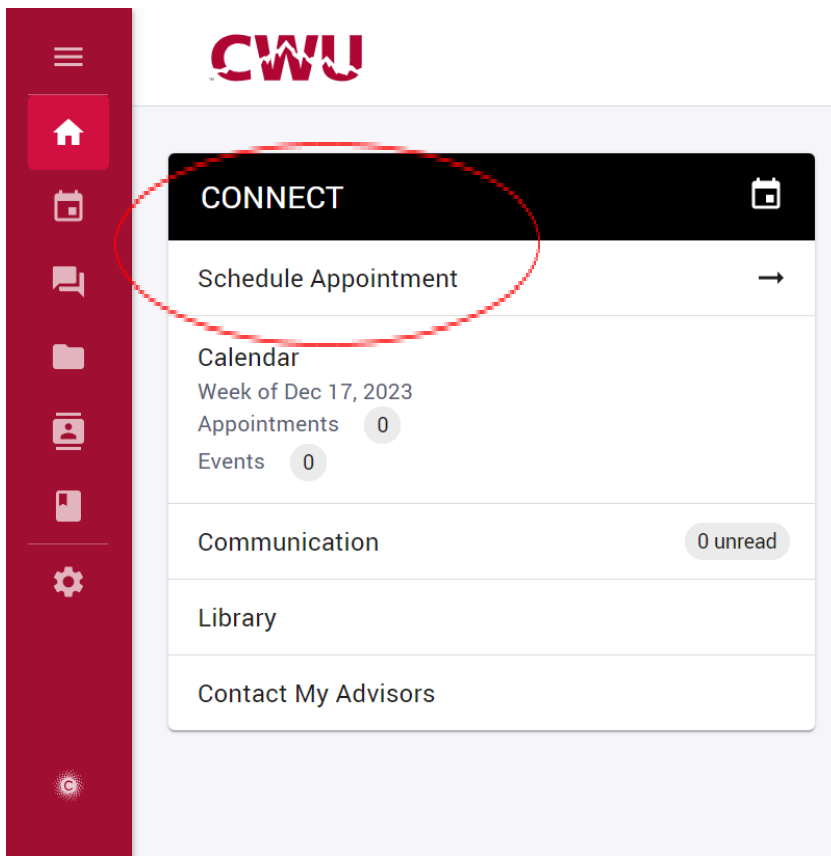 CWU
CONNECT
Schedule Appointment
Calendar
Week of Dec 17, 2023
Appointments 0
Events 0
Communication 0 unread
Library
Contact My Advisors
C